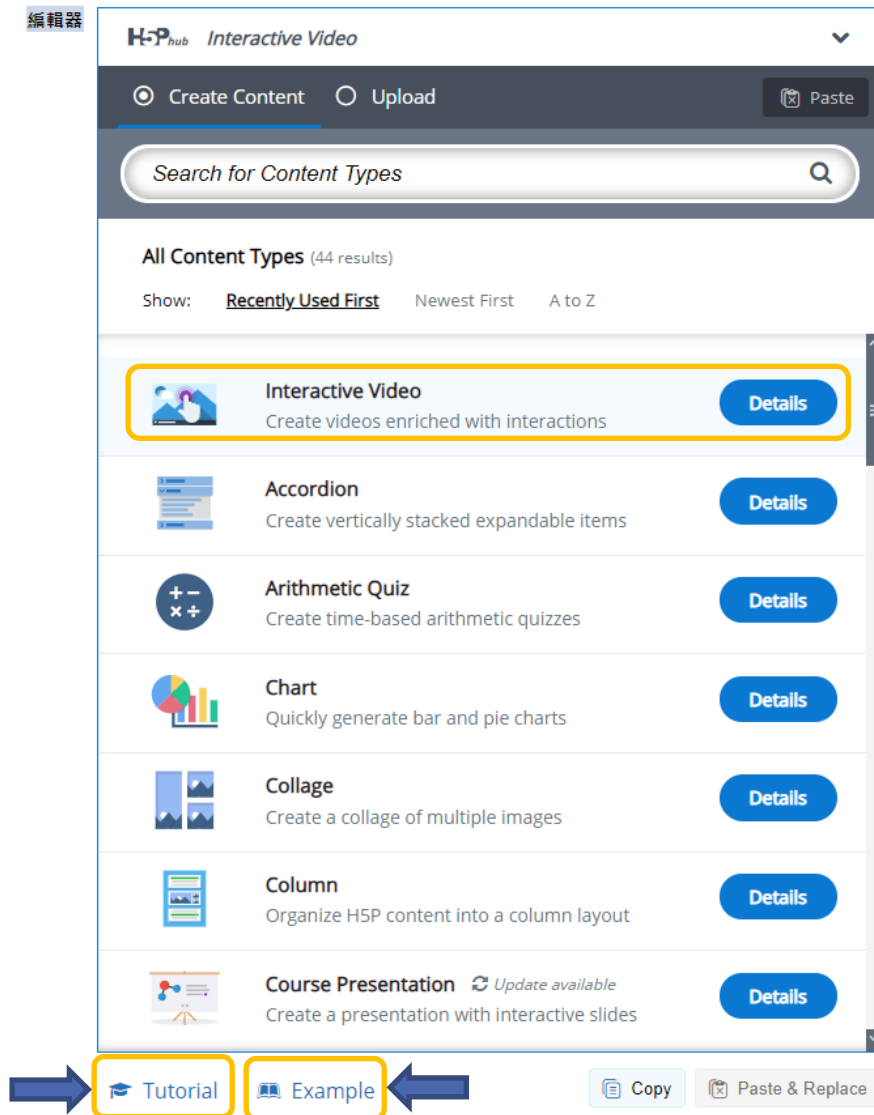 編輯器
H5Phub Interactive Video
Create Content Upload Paste
Search for Content Types
All Content Types (44 results)
Show: Recently Used First Newest First A to Z
Interactive Video
Create videos enriched with interactions
Details
Accordion
Create vertically stacked expandable items
Details
Arithmetic Quiz
Create time-based arithmetic quizzes
Details
Chart
Quickly generate bar and pie charts
Details
Collage
Create a collage of multiple images
Details
Column
Organize H5P content into a column layout
Details
Course Presentation Update available
Create a presentation with interactive slides
Details
Tutorial Example Copy Paste & Replace